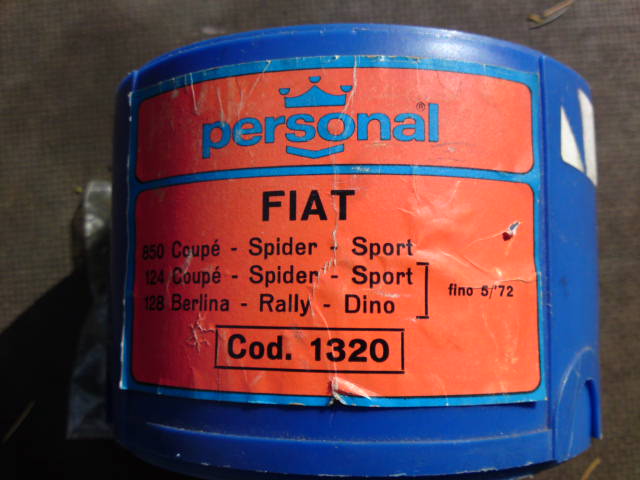 personal®
FIAT
850 Coupé - Spider - Sport
124 Coupé - Spider - Sport
128 Berlina - Rally - Dino
fino 5/'72
Cod. 1320